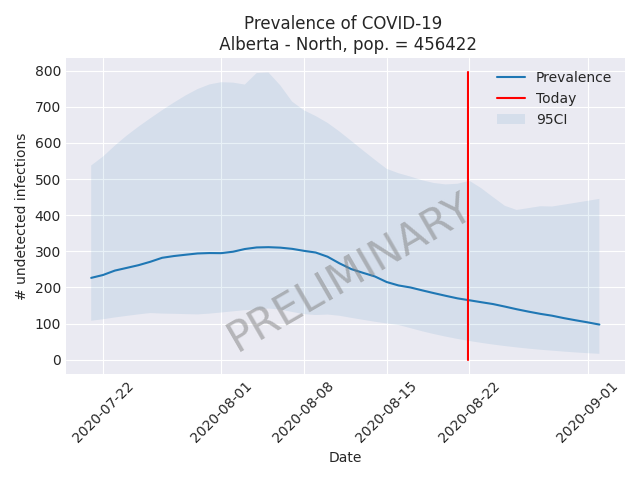 Prevalence of COVID-19
Alberta - North, pop. = 456422
800
700
600
500
400
300
200
100
0
# undetected infections
Prevalence
Today
95CI
PRELIMINARY
2020-07-22
2020-08-01
2020-08-08
2020-08-15
2020-08-22
2020-09-01
Date